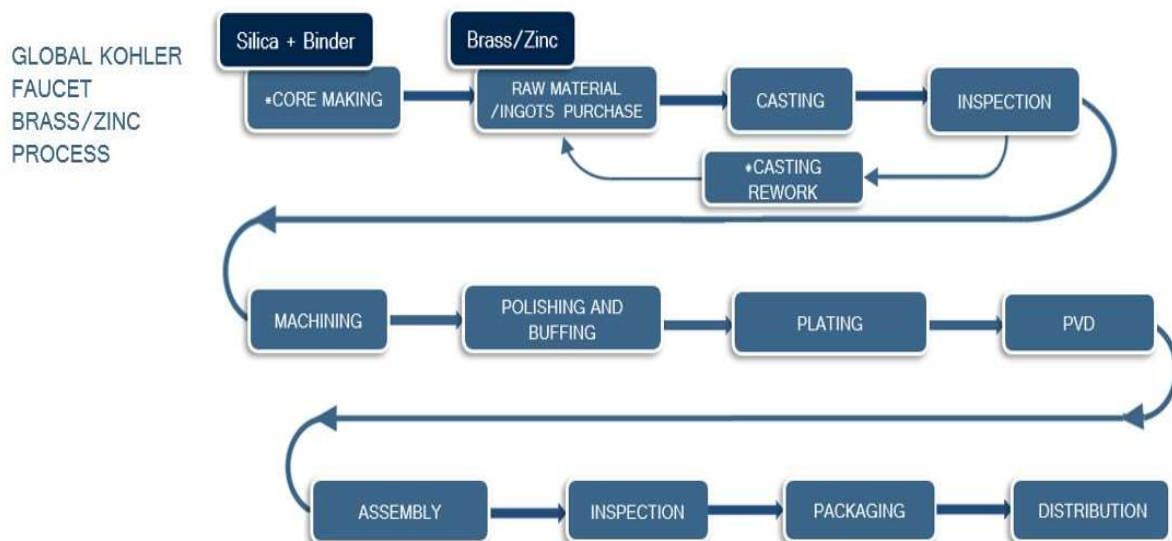 GLOBAL KOHLER
FAUCET
BRASS/ZINC
PROCESS
Silica + Binder
*CORE MAKING
Brass/Zinc
RAW MATERIAL
/INGOTS PURCHASE
CASTING
INSPECTION
*CASTING
REWORK
MACHINING
POLISHING AND
BUFFING
PLATING
PVD
ASSEMBLY
INSPECTION
PACKAGING
DISTRIBUTION